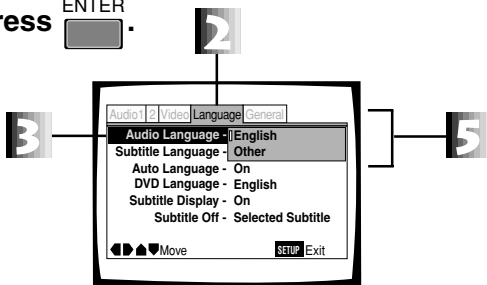 ENTER
ress .
2
Audio1 2 Video Language General
3
5
Audio Language - English
Subtitle Language - Other
Auto Language - On
DVD Language - English
Subtitle Display - On
Subtitle Off - Selected Subtitle
Move SETUP Exit